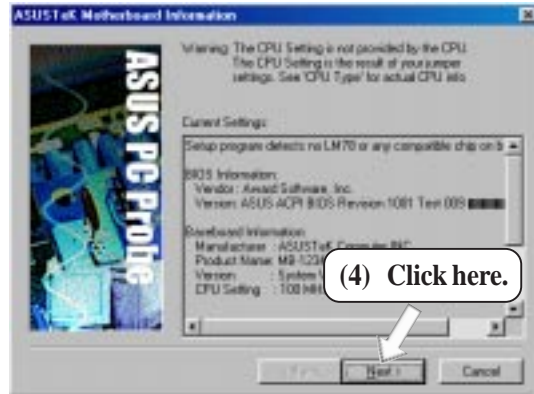 ASUSTeK Motherboard Information
ASUS PC Probe
Warning: The CPU Setting is not provided by the CPU.
The CPU Setting is the result of your jumper
settings. See 'CPU Type' for actual CPU info
Current Settings:
Setup program detects no LM78 or any compatible chip on b
BIOS Information:
Vendor : Award Software, Inc.
Version: ASUS ACPI BIOS Revision 1001 Test 009
Baseboard Information
Manufacturer : ASUSTeK Computer INC.
Product Name: MB-1234
Version : System V
CPU Setting : 100 MH
(4) Click here.
Next >
Cancel